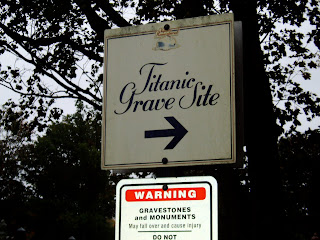 Titanic
Grave Site
WARNING
GRAVESTONES
and MONUMENTS
May fall over and cause injury
DO NOT